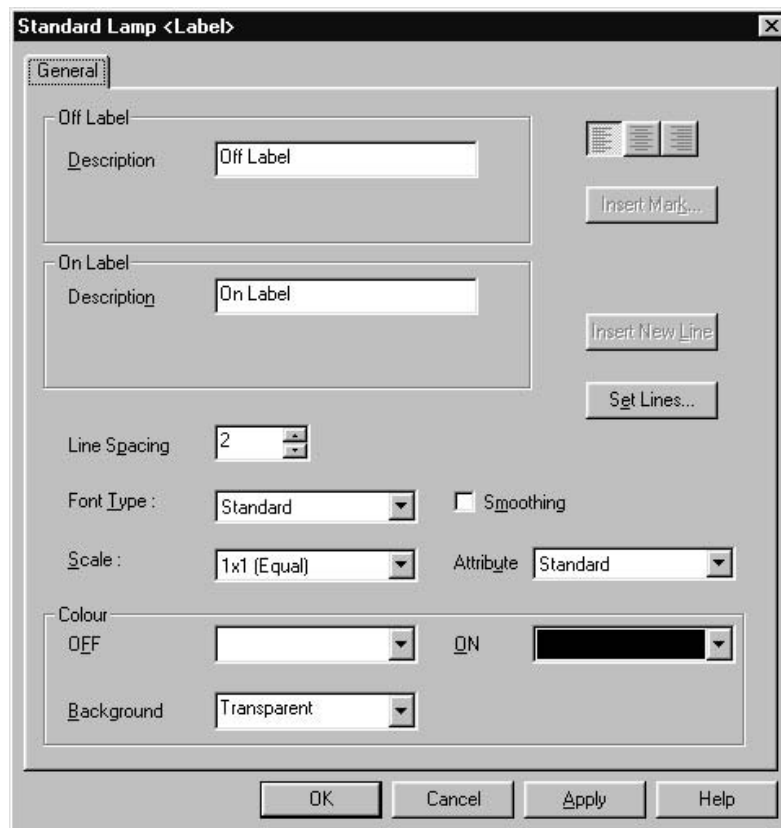 Standard Lamp <Label>
General
Off Label
Description
Off Label
Insert Mark...
On Label
Description
On Label
Insert New Line
Set Lines...
Line Spacing
2
Font Type :
Standard
Smoothing
Scale :
1x1 (Equal)
Attribute
Standard
Colour
OFF
ON
Background
Transparent
OK
Cancel
Apply
Help